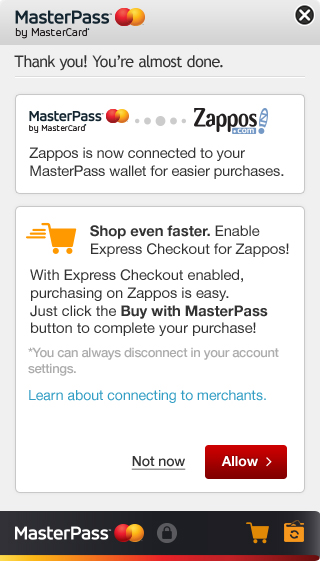 MasterPass
by MasterCard
Thank you! You're almost done.
MasterPass
by MasterCard
Zappos
.com
Zappos is now connected to your
MasterPass wallet for easier purchases.
Shop even faster. Enable
Express Checkout for Zappos!
With Express Checkout enabled,
purchasing on Zappos is easy.
Just click the Buy with MasterPass
button to complete your purchase!
*You can always disconnect in your account
settings.
Learn about connecting to merchants.
Not now
Allow
MasterPass